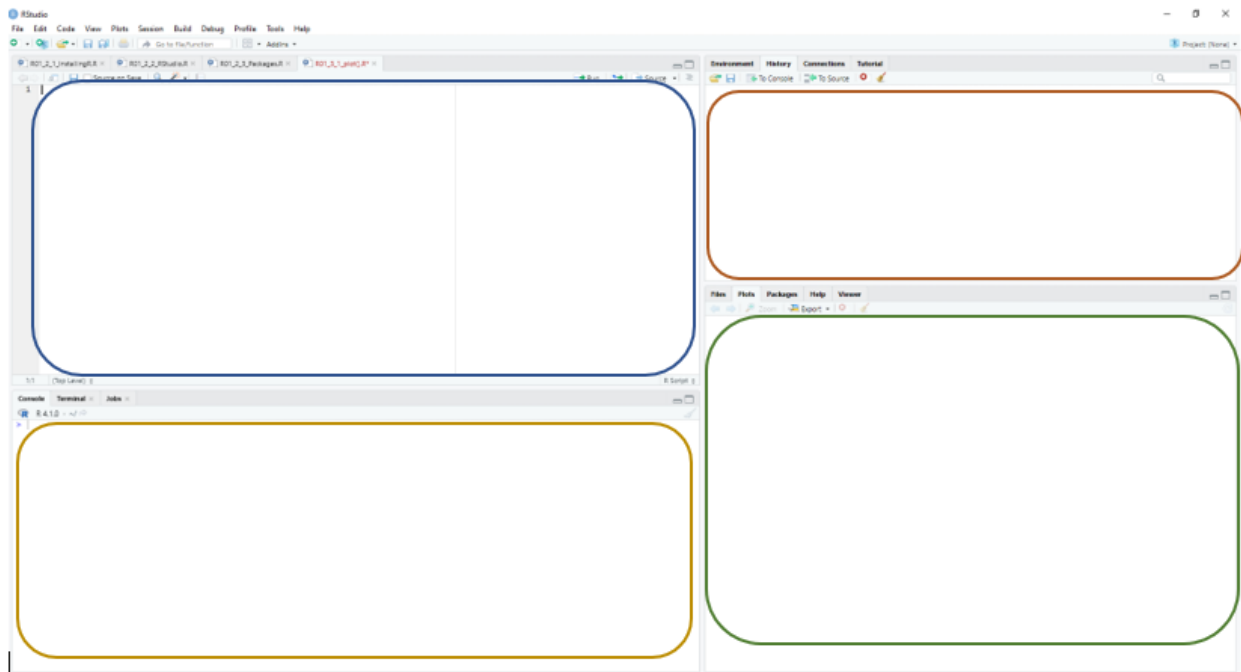 RStudio
File Edit Code View Plots Session Build Debug Profile Tools Help
Go to file/function Addins
Project: (None)
R01_2_1_InstallingR.R R01_2_2_RStudio.R R01_2_3_Packages.R R01_3_1_plot().R*
Source on Save Run Source
1
1:1 (Top Level) R Script
Console Terminal Jobs
R 4.1.0 · ~/
>
Environment History Connections Tutorial
To Console To Source
Files Plots Packages Help Viewer
Zoom Export